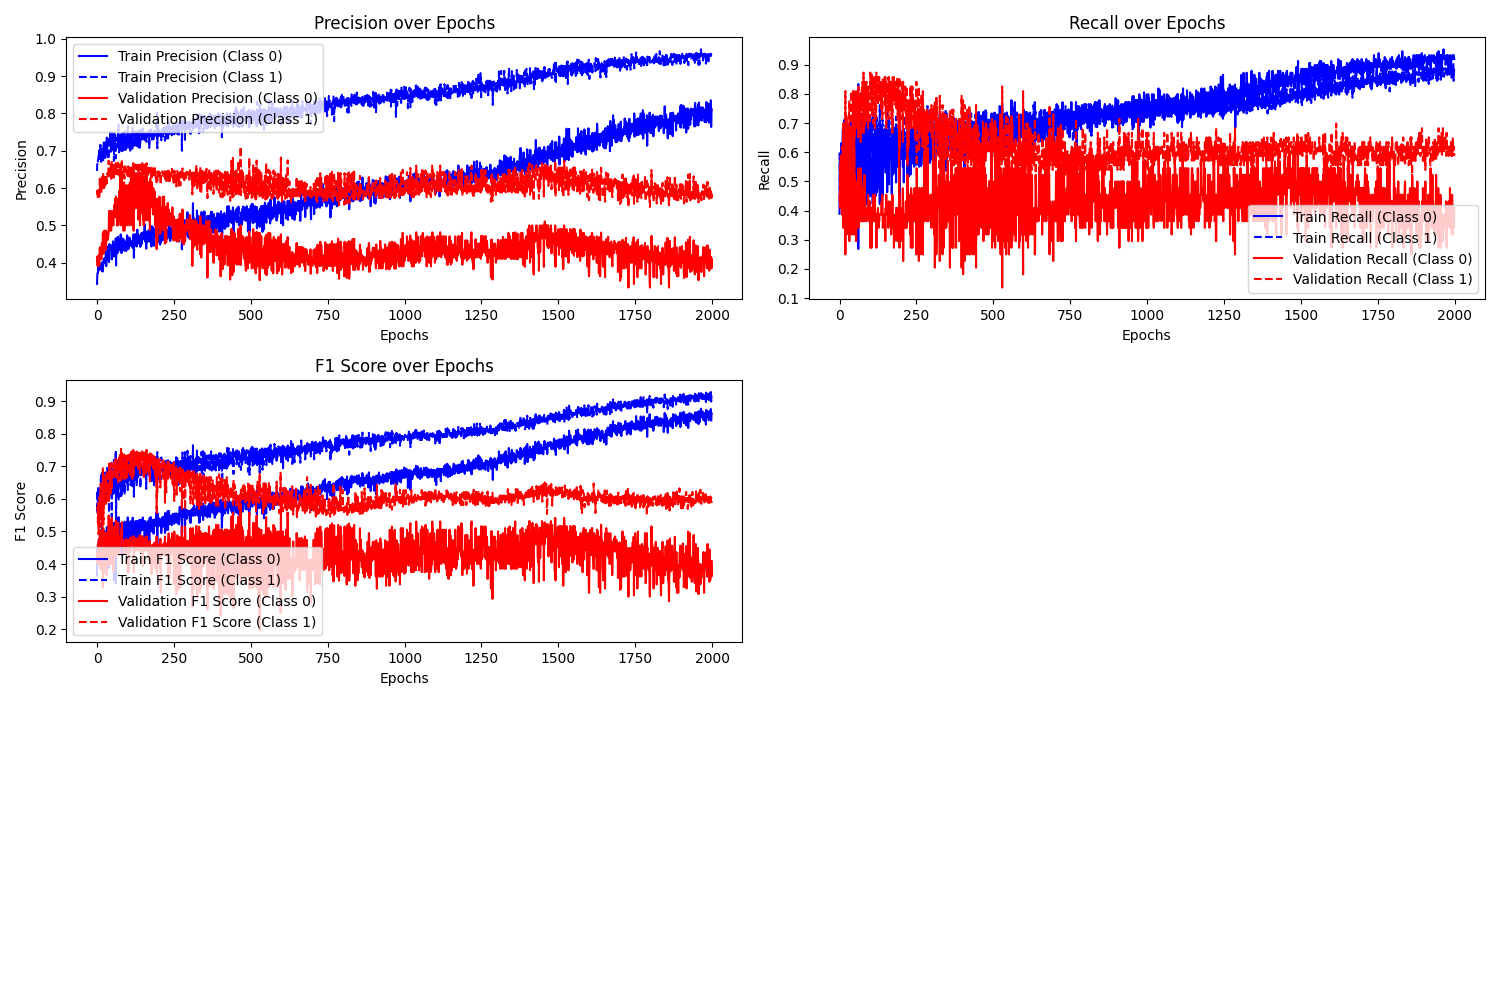 Precision over Epochs
Precision
1.0
0.9
0.8
0.7
0.6
0.5
0.4
Train Precision (Class 0)
Train Precision (Class 1)
Validation Precision (Class 0)
Validation Precision (Class 1)
0 250 500 750 1000 1250 1500 1750 2000
Epochs
Recall over Epochs
Recall
0.9
0.8
0.7
0.6
0.5
0.4
0.3
0.2
0.1
Train Recall (Class 0)
Train Recall (Class 1)
Validation Recall (Class 0)
Validation Recall (Class 1)
0 250 500 750 1000 1250 1500 1750 2000
Epochs
F1 Score over Epochs
F1 Score
0.9
0.8
0.7
0.6
0.5
0.4
0.3
0.2
Train F1 Score (Class 0)
Train F1 Score (Class 1)
Validation F1 Score (Class 0)
Validation F1 Score (Class 1)
0 250 500 750 1000 1250 1500 1750 2000
Epochs